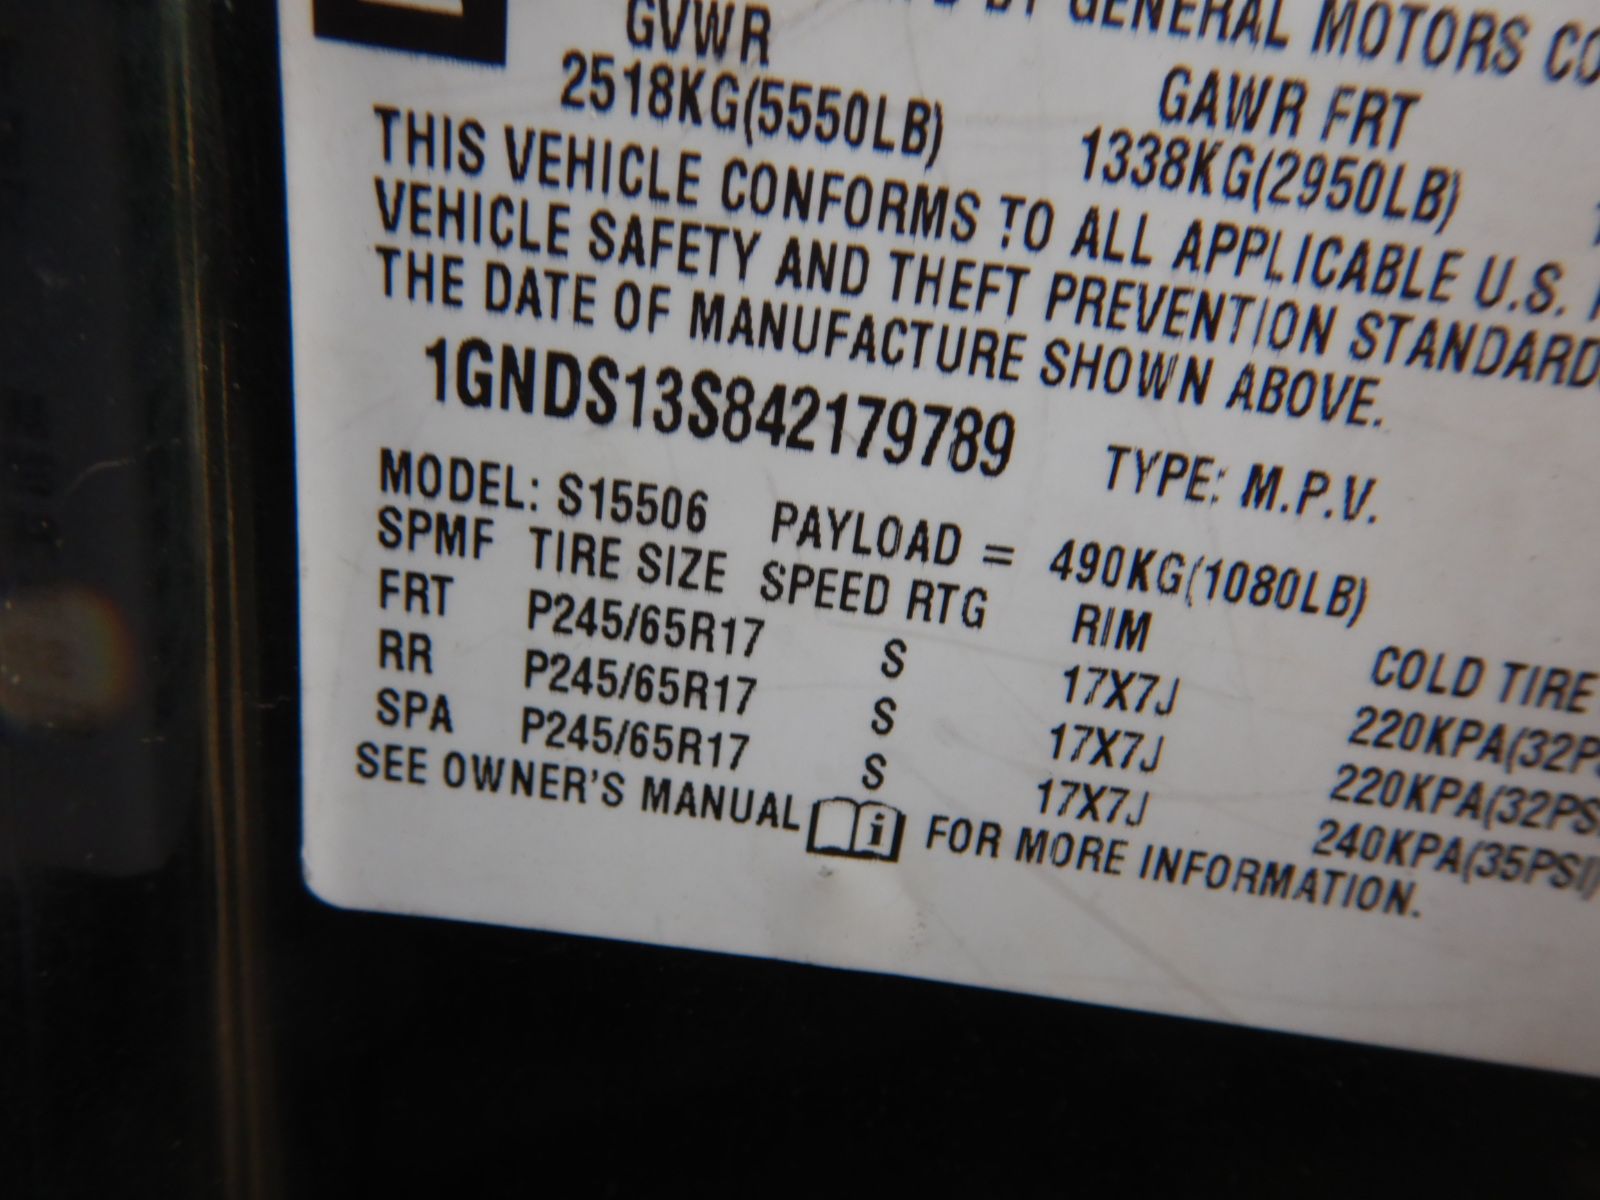 BY GENERAL MOTORS CO
GVWR GAWR FRT
2518KG(5550LB) 1338KG(2950LB)
THIS VEHICLE CONFORMS TO ALL APPLICABLE U.S.
VEHICLE SAFETY AND THEFT PREVENTION STANDARD
THE DATE OF MANUFACTURE SHOWN ABOVE.
1GNDS13S842179789 TYPE: M.P.V.
MODEL: S15506 PAYLOAD = 490KG(1080LB)
SPMF TIRE SIZE SPEED RTG RIM COLD TIRE
FRT P245/65R17 S 17X7J 220KPA(32PS
RR P245/65R17 S 17X7J 220KPA(32PS
SPA P245/65R17 S 17X7J 240KPA(35PSI)
SEE OWNER'S MANUAL i FOR MORE INFORMATION.